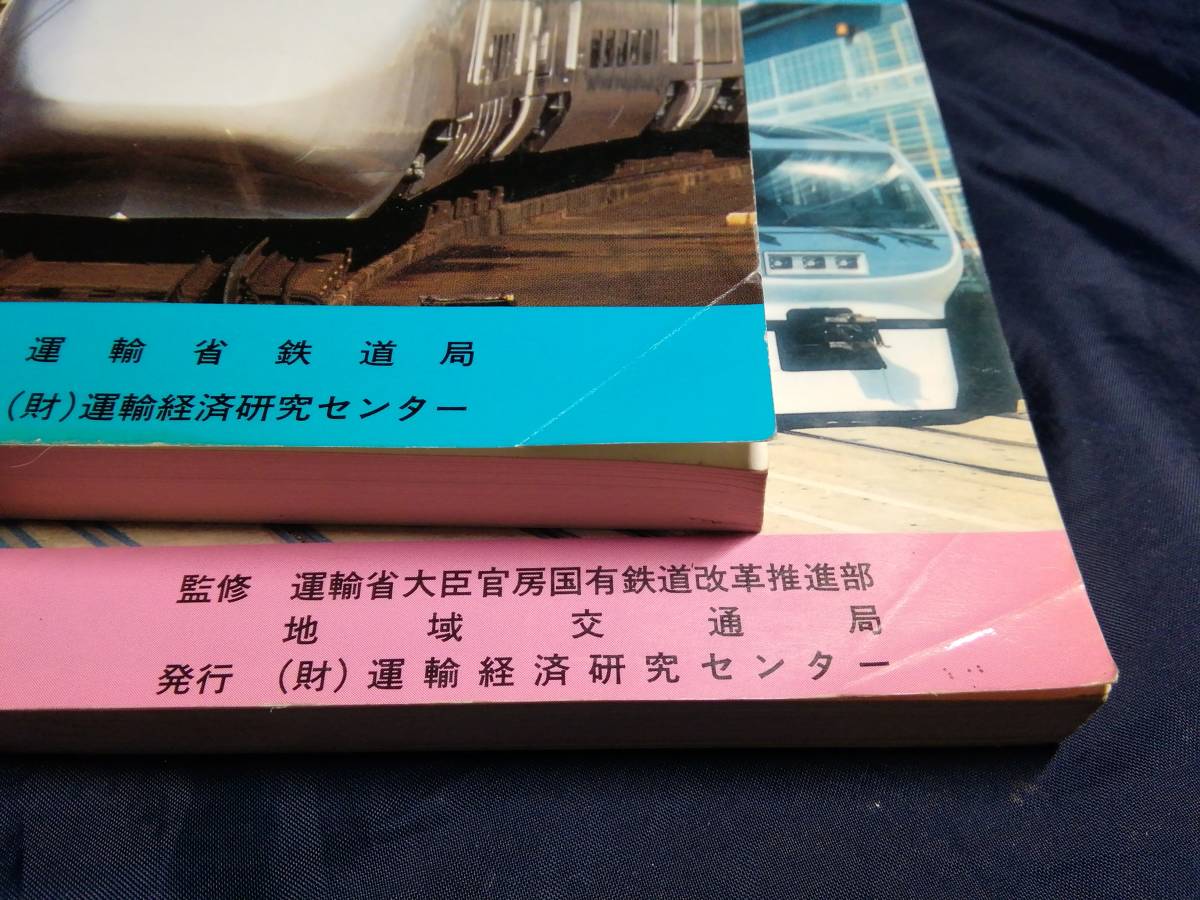 運輸省鉄道局
(財)運輸経済研究センター
監修 運輸省大臣官房国有鉄道改革推進部
地域交通局
発行 (財)運輸経済研究センター